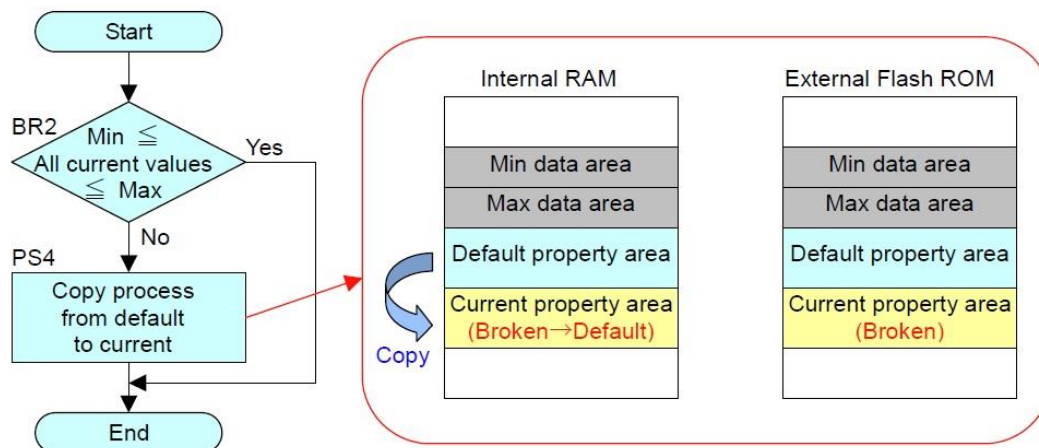 Start
BR2
Min ≦
All current values
≦ Max
Yes
No
PS4
Copy process
from default
to current
End
Internal RAM
Min data area
Max data area
Default property area
Current property area
(Broken→Default)
Copy
External Flash ROM
Min data area
Max data area
Default property area
Current property area
(Broken)